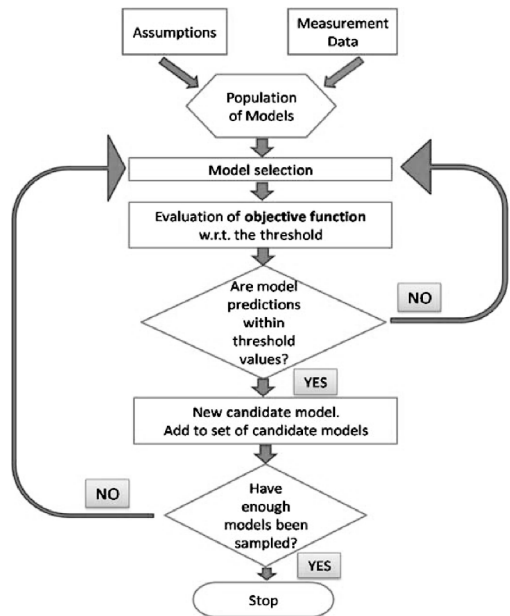 Assumptions
Measurement
Data
Population
of Models
Model selection
Evaluation of objective function
w.r.t. the threshold
Are model
predictions
within
threshold
values?
NO
YES
New candidate model.
Add to set of candidate models
NO
Have
enough
models been
sampled?
YES
Stop